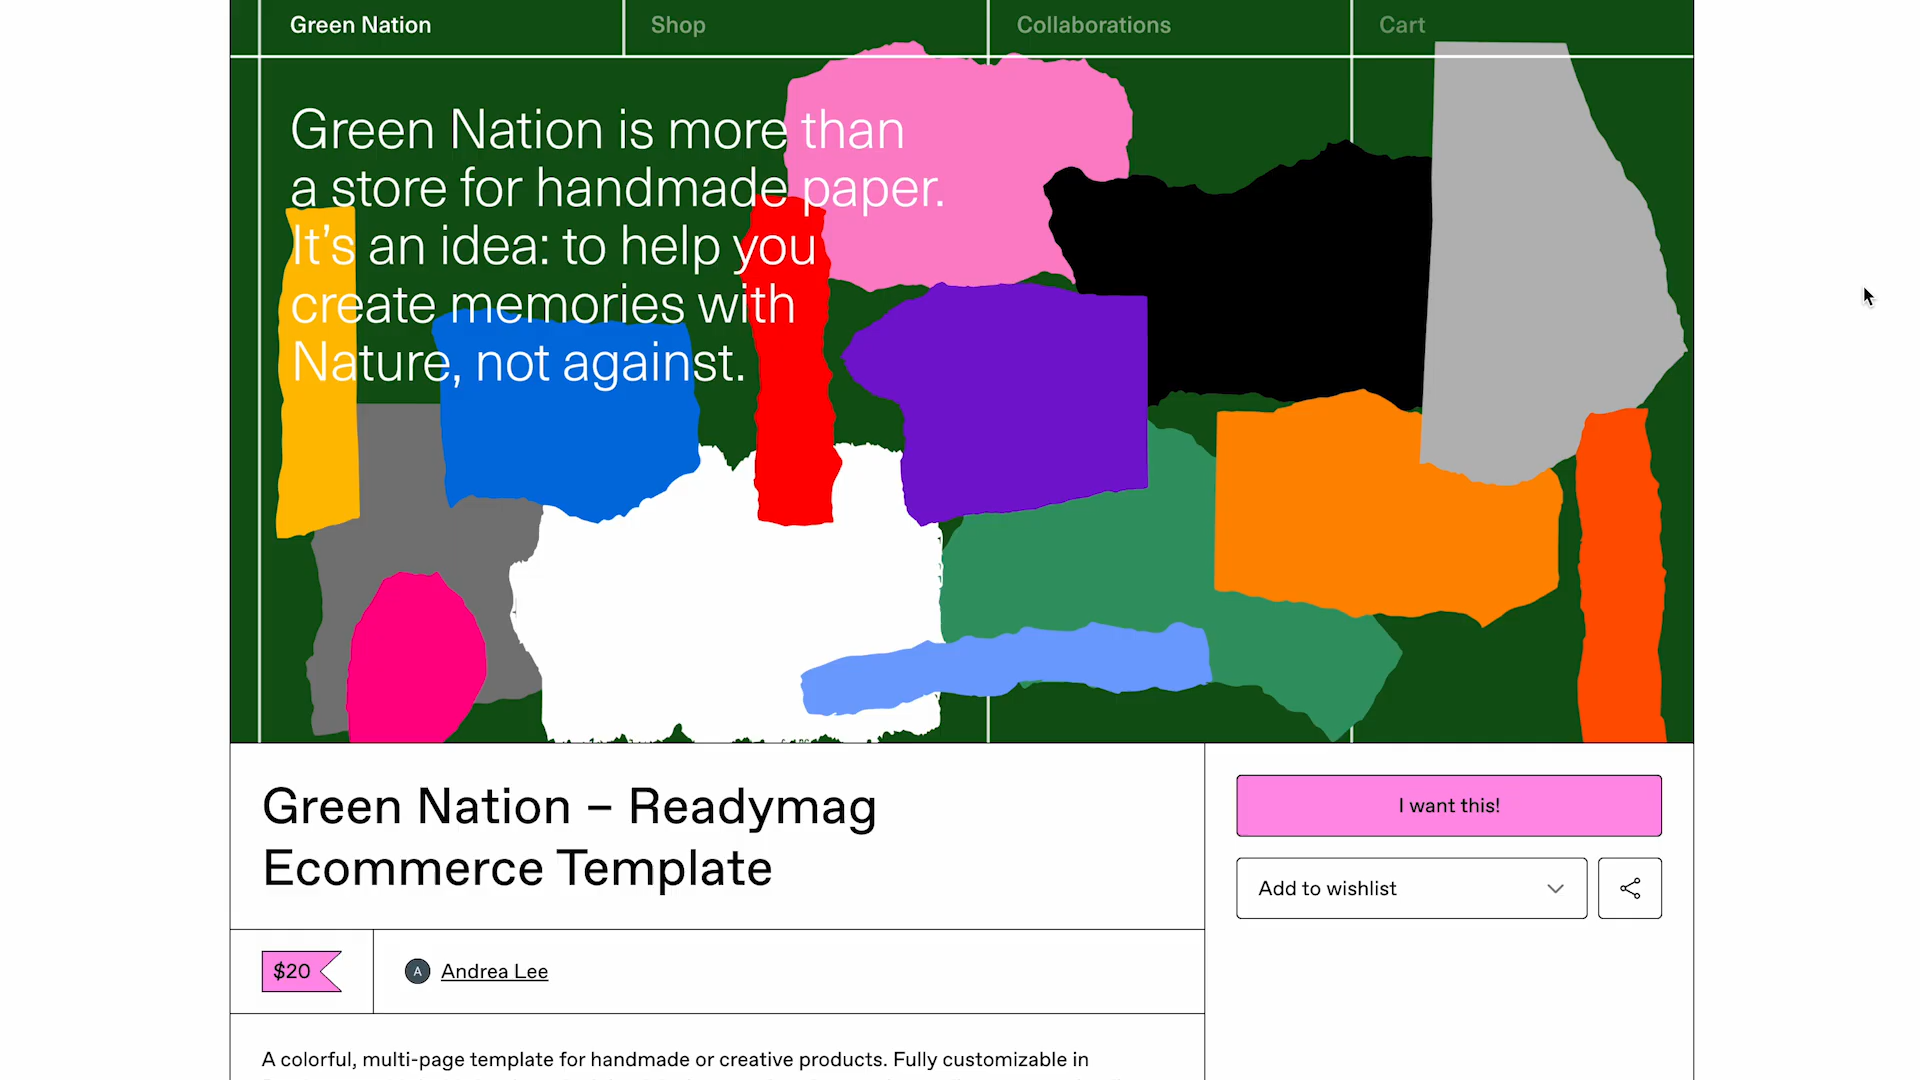 Green Nation
Shop
Collaborations
Cart
Green Nation is more than
a store for handmade paper.
It's an idea: to help you
create memories with
Nature, not against.
Green Nation – Readymag
Ecommerce Template
I want this!
Add to wishlist
$20
A
Andrea Lee
A colorful, multi-page template for handmade or creative products. Fully customizable in